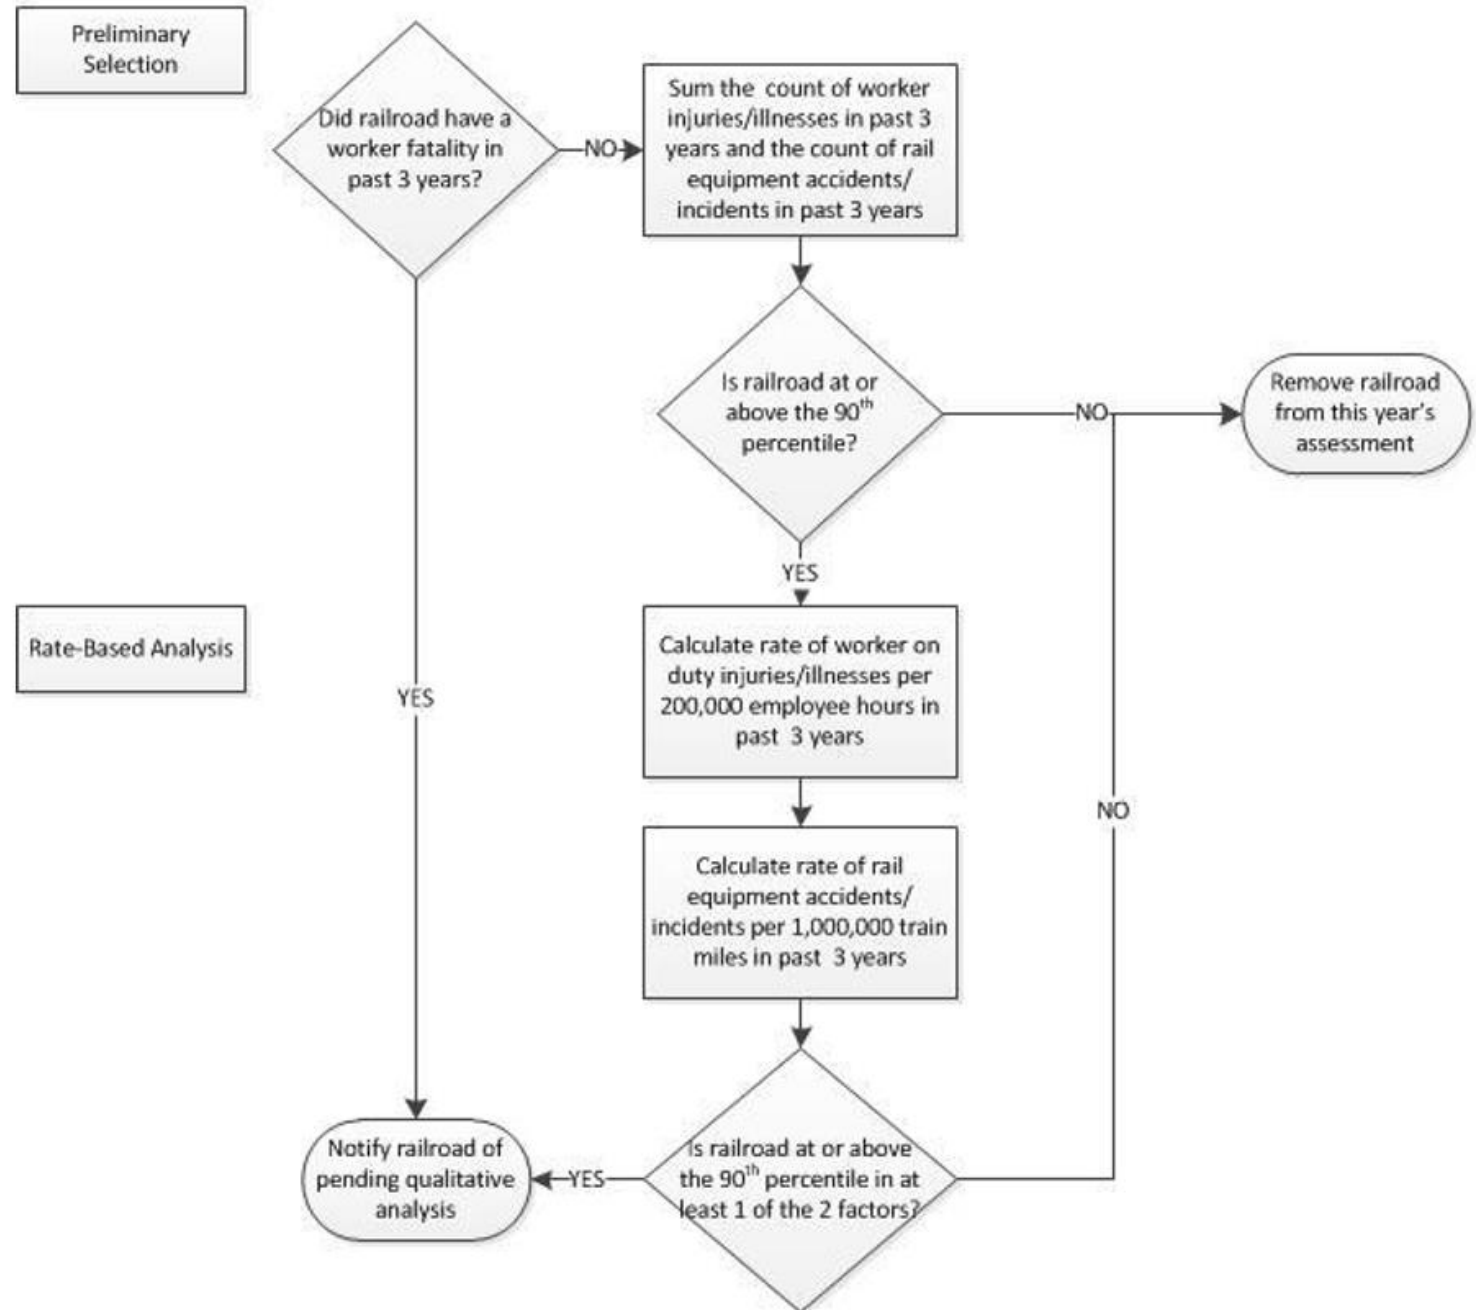 Preliminary
Selection
Did railroad have a
worker fatality in
past 3 years?
NO
Sum the count of worker
injuries/illnesses in past 3
years and the count of rail
equipment accidents/
incidents in past 3 years
Is railroad at or
above the 90th
percentile?
NO
Remove railroad
from this year's
assessment
YES
Rate-Based Analysis
YES
Calculate rate of worker on
duty injuries/illnesses per
200,000 employee hours in
past 3 years
Calculate rate of rail
equipment accidents/
incidents per 1,000,000 train
miles in past 3 years
NO
Is railroad at or above
the 90th percentile in at
least 1 of the 2 factors?
YES
Notify railroad of
pending qualitative
analysis